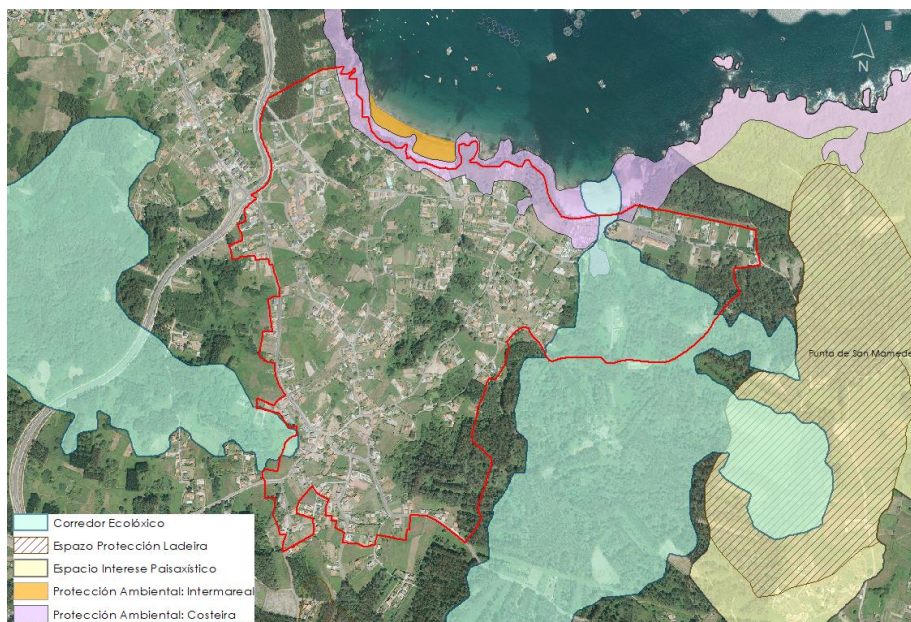 N
Punta de San Mamede
Corredor Ecolóxico
Espazo Protección Ladeira
Espacio Interese Paisaxístico
Protección Ambiental: Intermareal
Protección Ambiental: Costeira